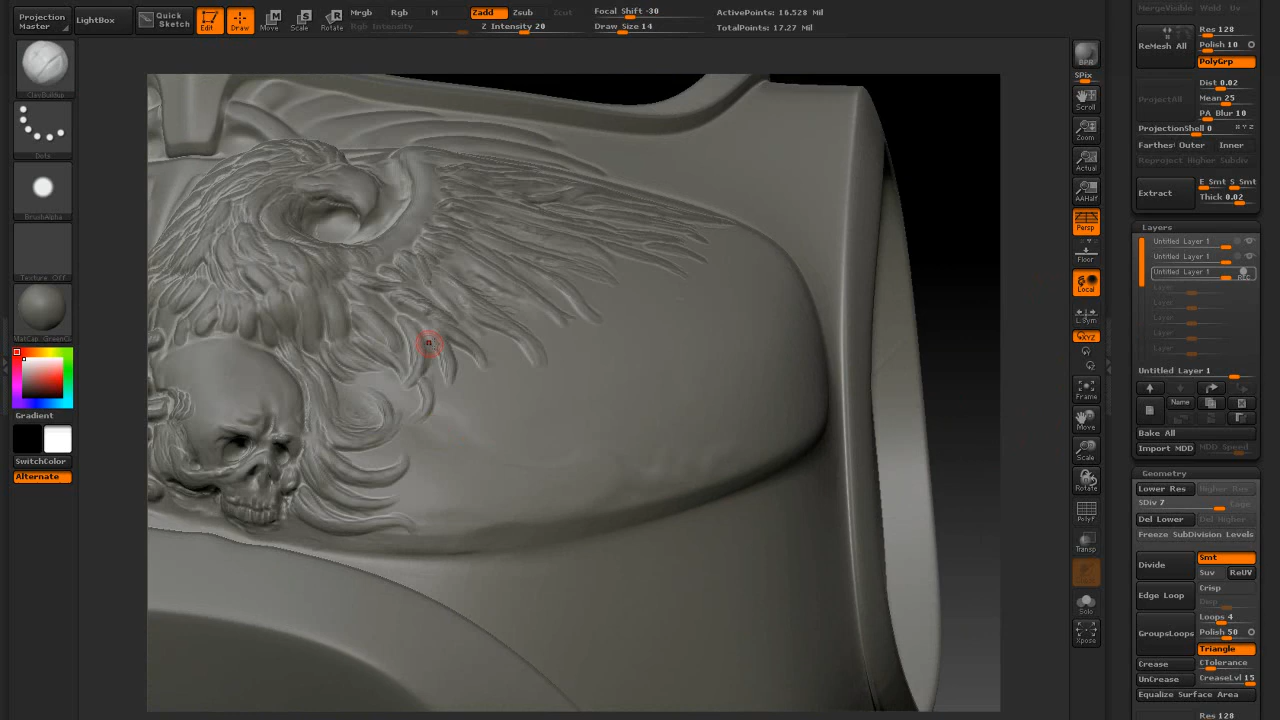 Projection
Master
LightBox
Quick
Sketch
Edit
Draw
Move
Scale
Rotate
Mrgb
Rgb
M
Rgb Intensity
Zadd
Zsub
Zcut
Z Intensity 20
Focal Shift -30
Draw Size 14
ActivePoints: 16.528 Mil
TotalPoints: 17.27 Mil
ClayBuildup
Dots
BrushAlpha
Texture Off
Gradient
SwitchColor
Alternate
BPR
SPix
Scroll
Zoom
Actual
AAHalf
Persp
Floor
Local
L.Sym
XYZ
Frame
Move
Scale
Rotate
PolyF
Transp
Solo
Xpose
MergeVisible Weld Uv
ReMesh All
Res 128
Polish 10
PolyGrp
ProjectAll
Dist 0.02
Mean 25
PA Blur 10
ProjectionShell 0
Farthest Outer Inner
Reproject Higher Subdiv
Extract
E Smt S Smt
Thick 0.02
Layers
Untitled Layer 1
Untitled Layer 1
Untitled Layer 1
REC
Layer
Layer
Layer
Layer
Layer
Untitled Layer 1
Name
Bake All
Import MDD MDD Speed
Geometry
Lower Res Higher Res
SDiv 7 Cage
Del Lower Del Higher
Freeze SubDivision Levels
Divide
Smt
Suv ReUV
Edge Loop
Crisp
Disp
GroupsLoops
Loops 4
Polish 50
Triangle
Crease CTolerance
UnCrease CreaseLvl 15
Equalize Surface Area
Res 128